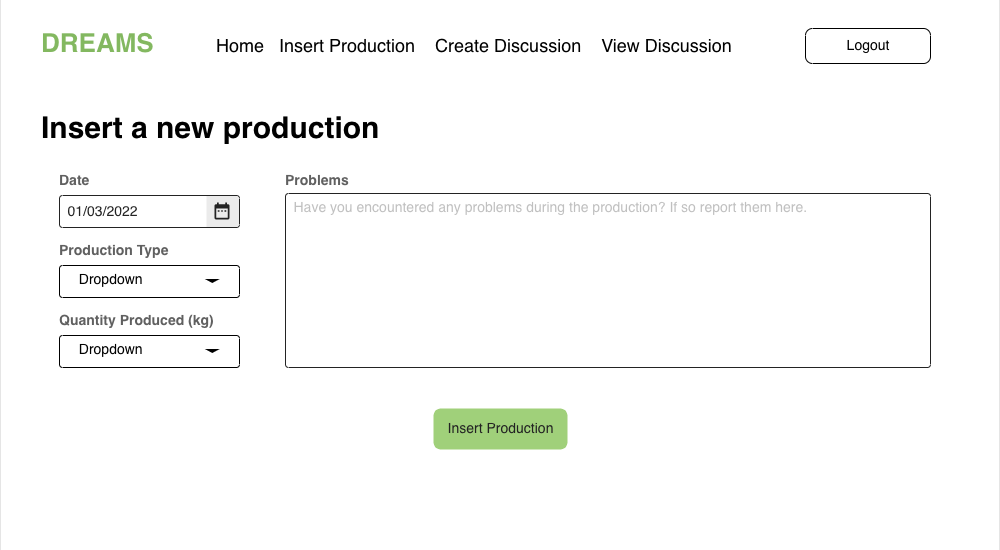 DREAMS
Home Insert Production Create Discussion View Discussion Logout
Insert a new production
Date
01/03/2022
Production Type
Dropdown
Quantity Produced (kg)
Dropdown
Problems
Have you encountered any problems during the production? If so report them here.
Insert Production